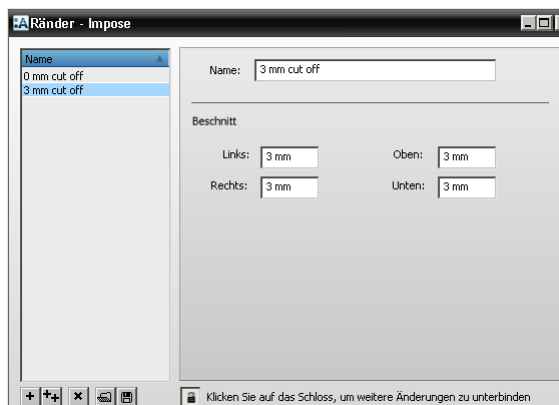 :A Ränder - Impose
Name
0 mm cut off
3 mm cut off
Name: 3 mm cut off
Beschnitt
Links: 3 mm Oben: 3 mm
Rechts: 3 mm Unten: 3 mm
Klicken Sie auf das Schloss, um weitere Änderungen zu unterbinden